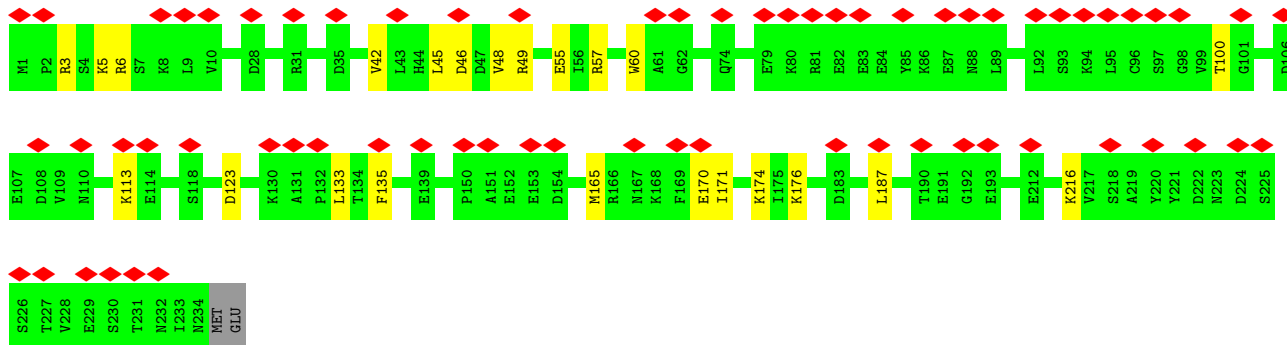 M1 P2 R3 S4 K5 R6 S7 K8 L9 V10 D28 R31 D35 V42 L43 H44 L45 D46 D47 V48 R49 E55 I56 R57 W60 A61 G62 Q74 E79 K80 R81 E82 E83 E84 Y85 K86 E87 N88 L89 L92 S93 K94 L95 C96 S97 G98 V99 T100 G101 D106
E107 D108 V109 N110 K113 E114 S118 D123 K130 A131 P132 L133 T134 F135 E139 P150 A151 E152 E153 D154 M165 R166 N167 K168 F169 E170 I171 K174 I175 K176 D183 L187 T190 E191 G192 E193 E212 K216 V217 S218 A219 Y220 Y221 D222 N223 D224 S225
S226 T227 V228 E229 S230 T231 N232 I233 N234 MET GLU